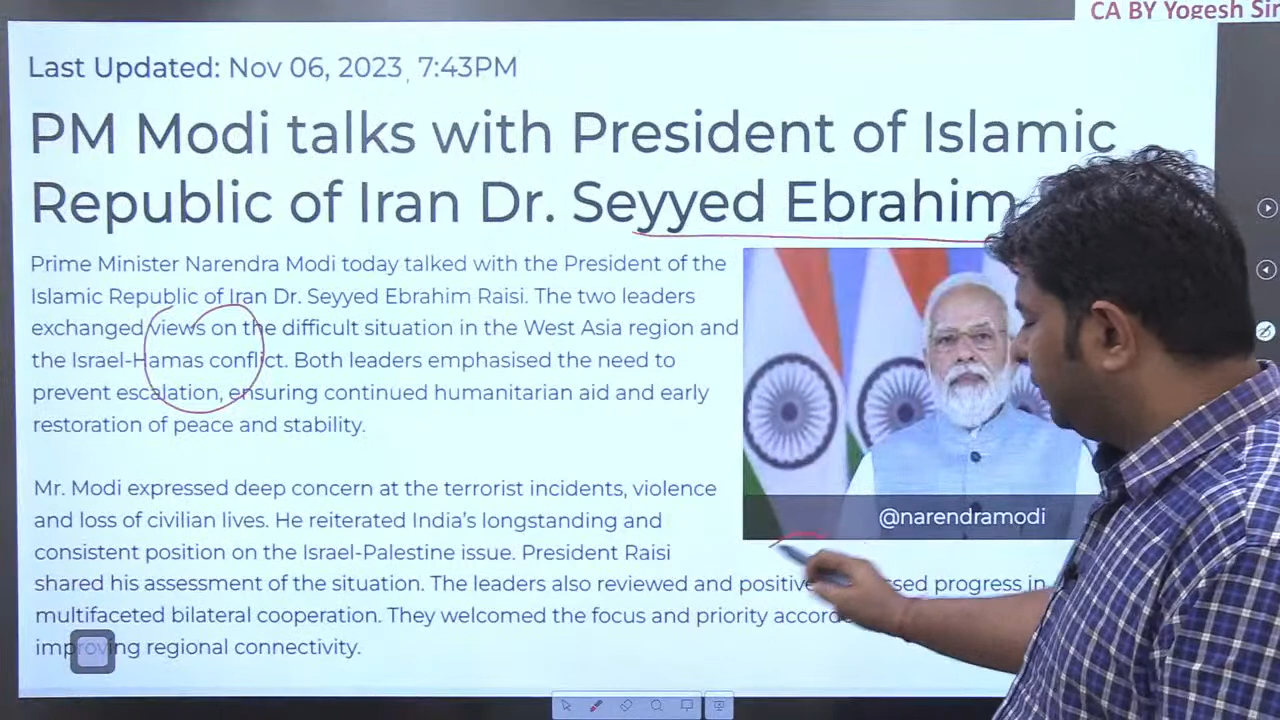 CA BY Yogesh
Last Updated: Nov 06, 2023, 7:43PM
PM Modi talks with President of Islamic
Republic of Iran Dr. Seyyed Ebrahim
Prime Minister Narendra Modi today talked with the President of the
Islamic Republic of Iran Dr. Seyyed Ebrahim Raisi. The two leaders
exchanged views on the difficult situation in the West Asia region and
the Israel-Hamas conflict. Both leaders emphasised the need to
prevent escalation, ensuring continued humanitarian aid and early
restoration of peace and stability.
@narendramodi
Mr. Modi expressed deep concern at the terrorist incidents, violence
and loss of civilian lives. He reiterated India's longstanding and
consistent position on the Israel-Palestine issue. President Raisi
shared his assessment of the situation. The leaders also reviewed and progress in
multifaceted bilateral cooperation. They welcomed the focus and priority
improving regional connectivity.